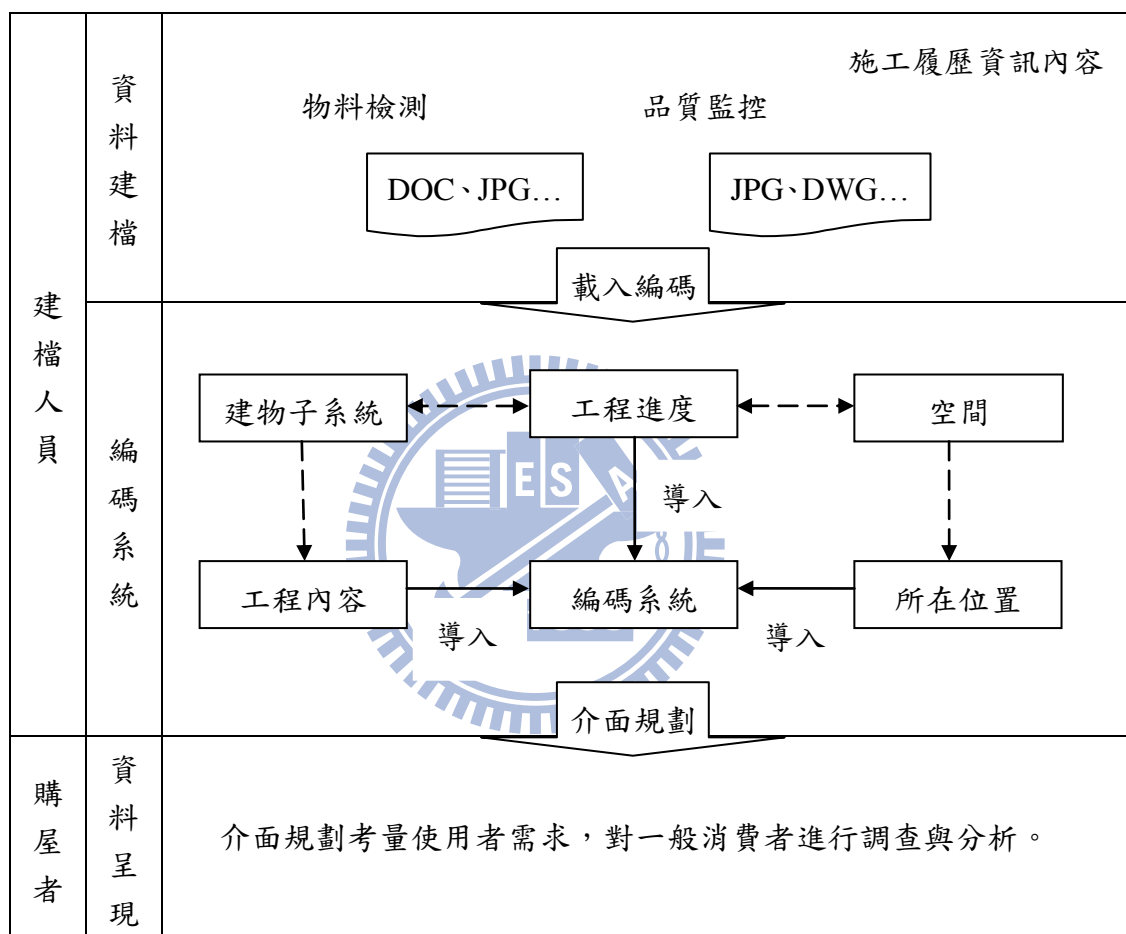 建檔人員
資料建檔
施工履歷資訊內容
物料檢測
品質監控
DOC、JPG…
JPG、DWG…
載入編碼
編碼系統
建物子系統
工程進度
空間
ES
A
導入
工程內容
編碼系統
所在位置
導入
導入
介面規劃
購屋者
資料呈現
介面規劃考量使用者需求，對一般消費者進行調查與分析。